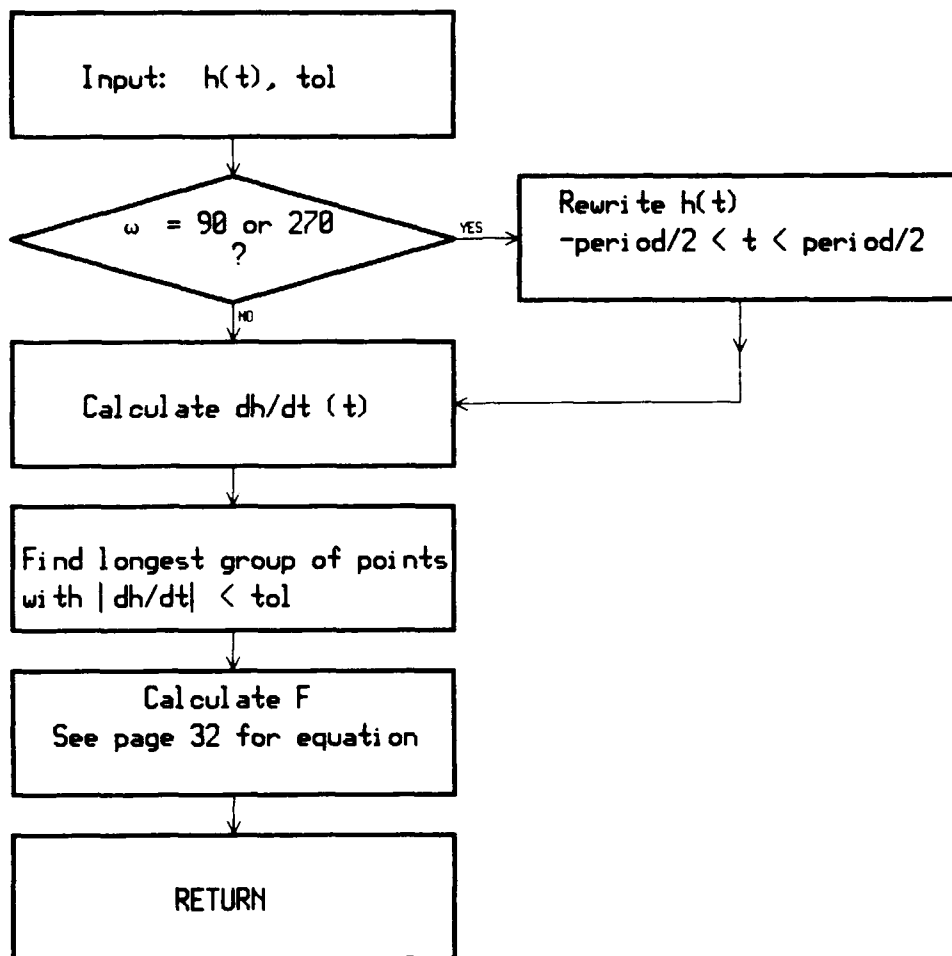 Input: h(t), tol
ω = 90 or 270
?
YES
Rewrite h(t)
-period/2 < t < period/2
NO
Calculate dh/dt (t)
Find longest group of points
with |dh/dt| < tol
Calculate F
See page 32 for equation
RETURN